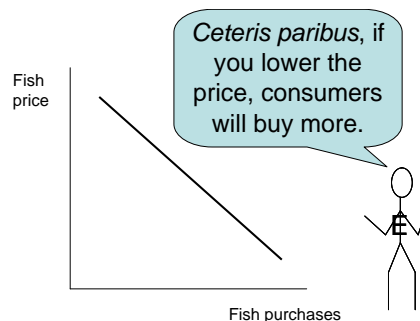 Ceteris paribus, if
you lower the
price, consumers
will buy more.
Fish
price
E
Fish purchases